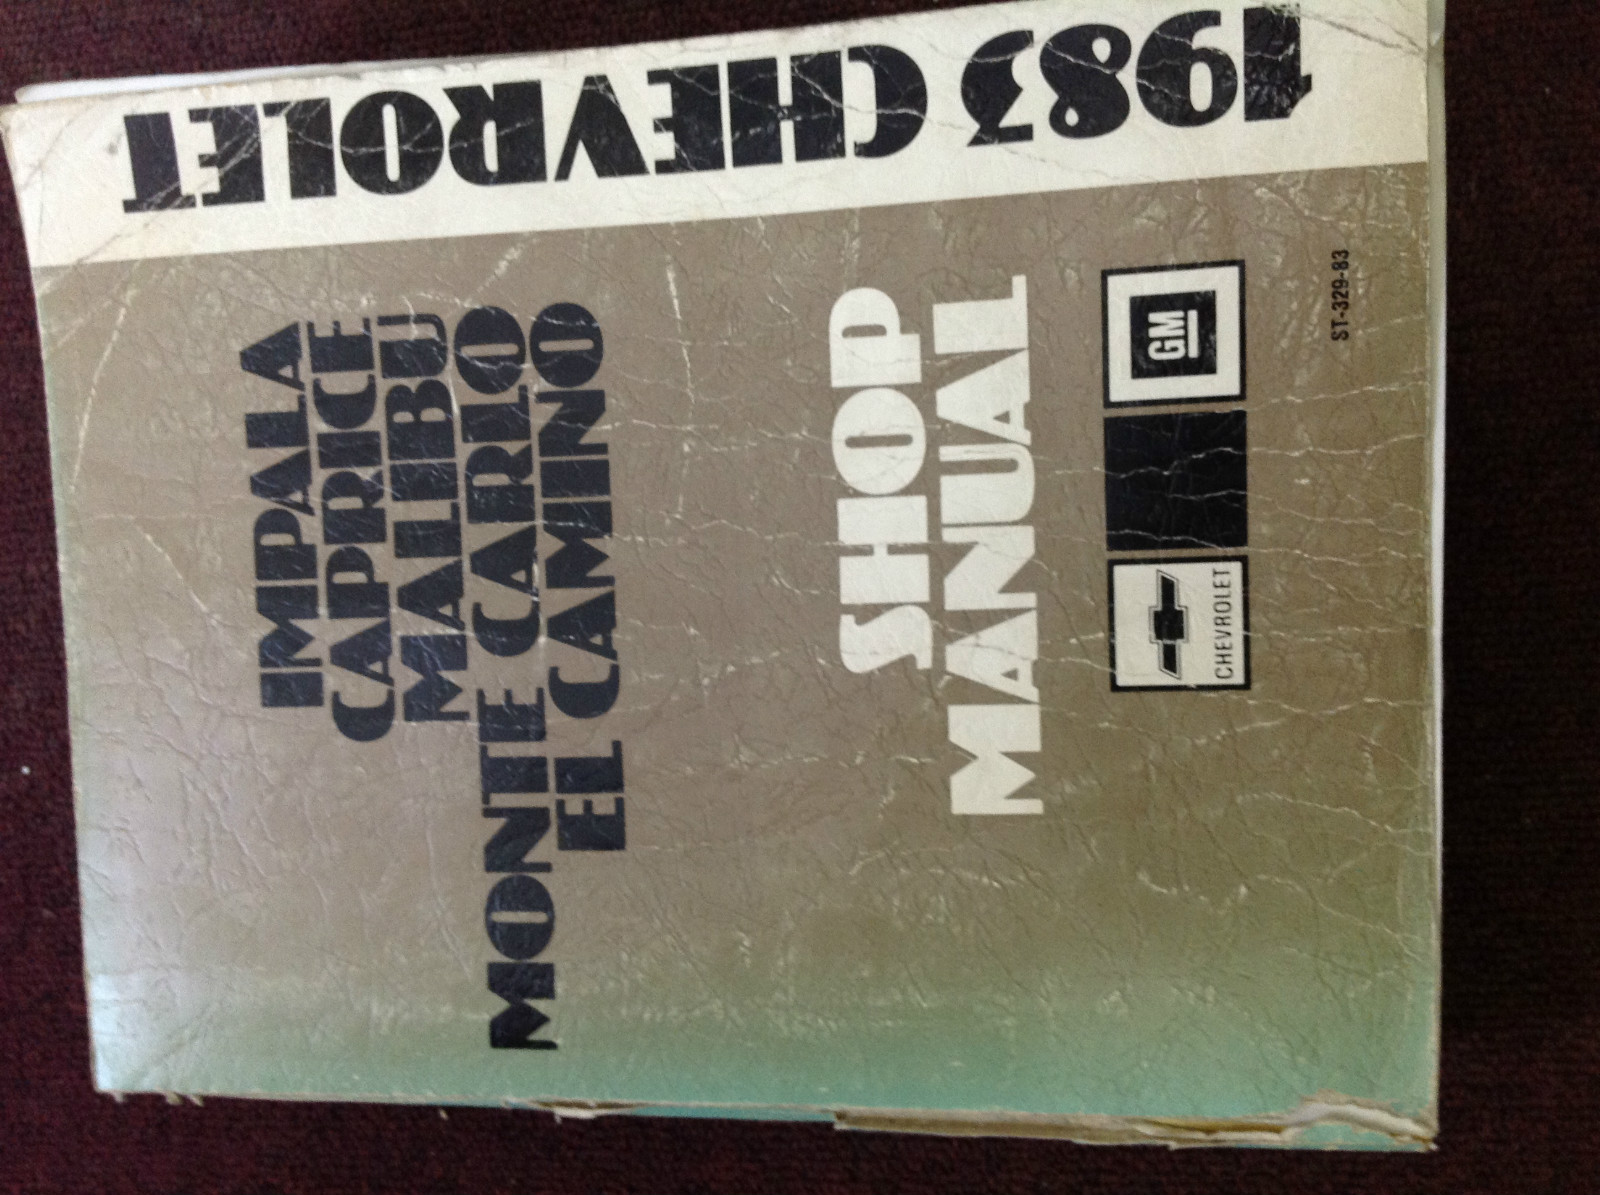 1983 CHEVROLET
IMPALA
CAPRICE
MALIBU
MONTE CARLO
EL CAMINO
SHOP
MANUAL
CHEVROLET
GM
ST-329-83